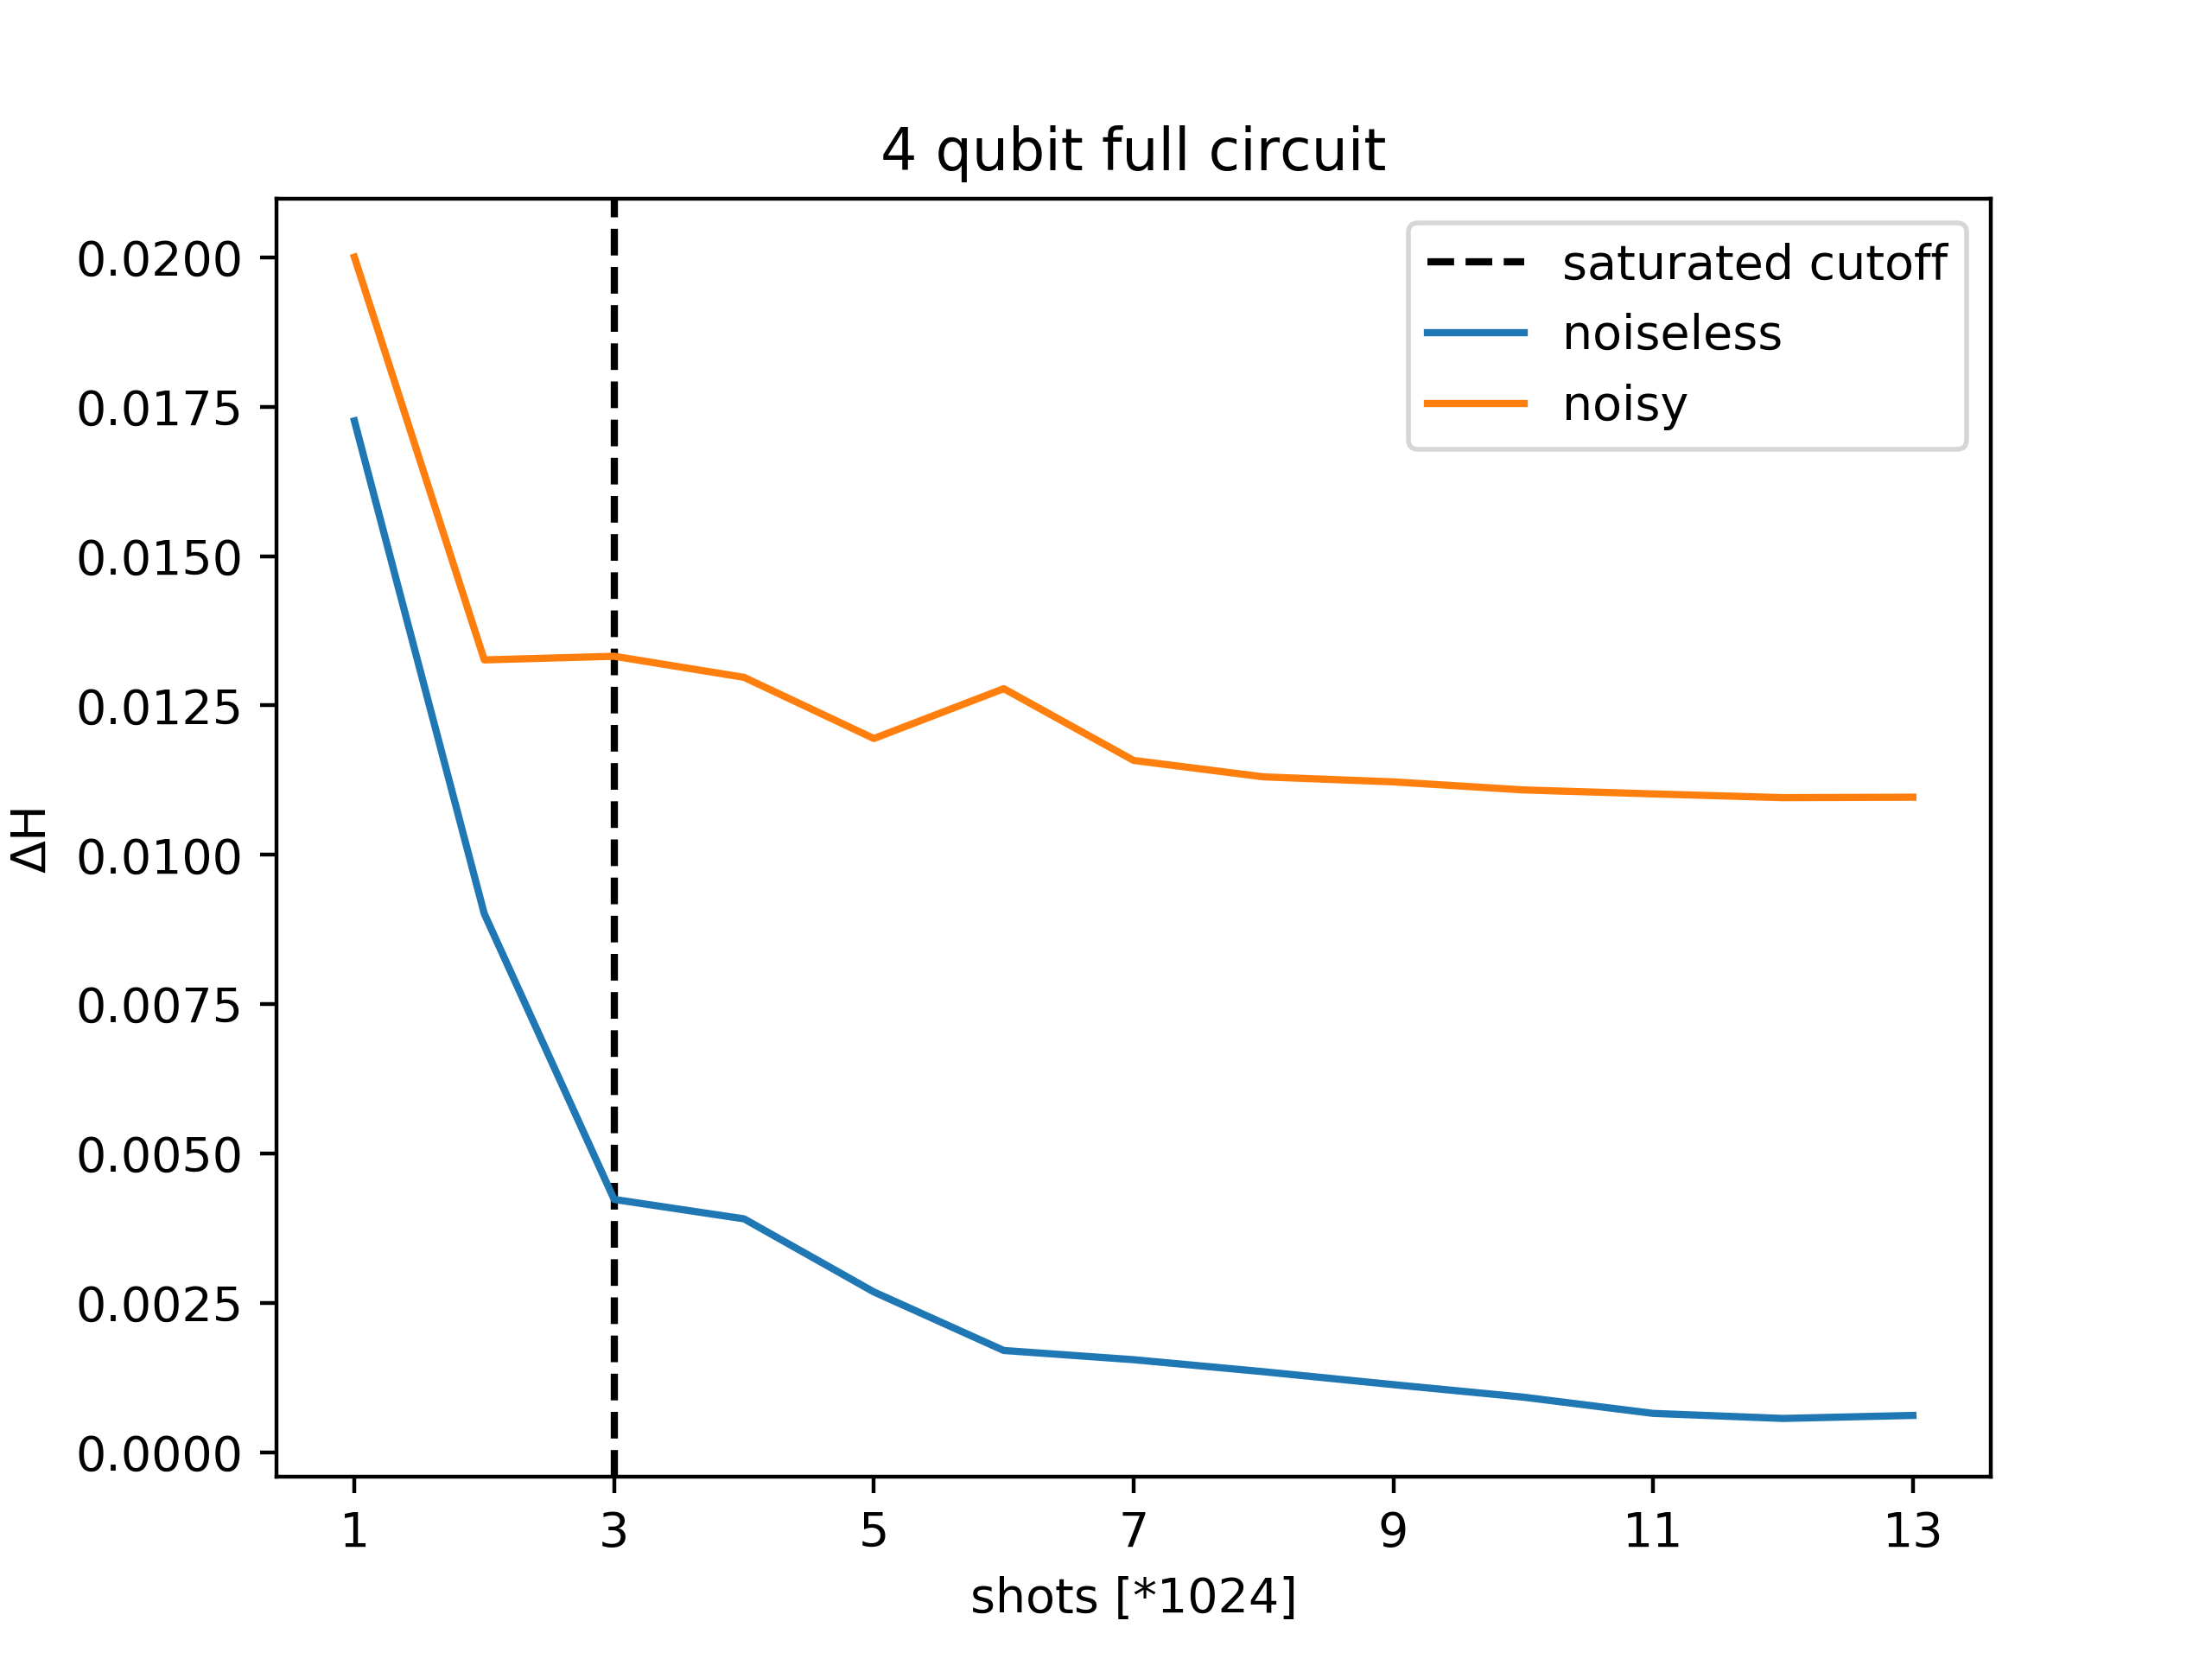 4 qubit full circuit
saturated cutoff
noiseless
noisy
ΔH
0.0200
0.0175
0.0150
0.0125
0.0100
0.0075
0.0050
0.0025
0.0000
1 3 5 7 9 11 13
shots [*1024]